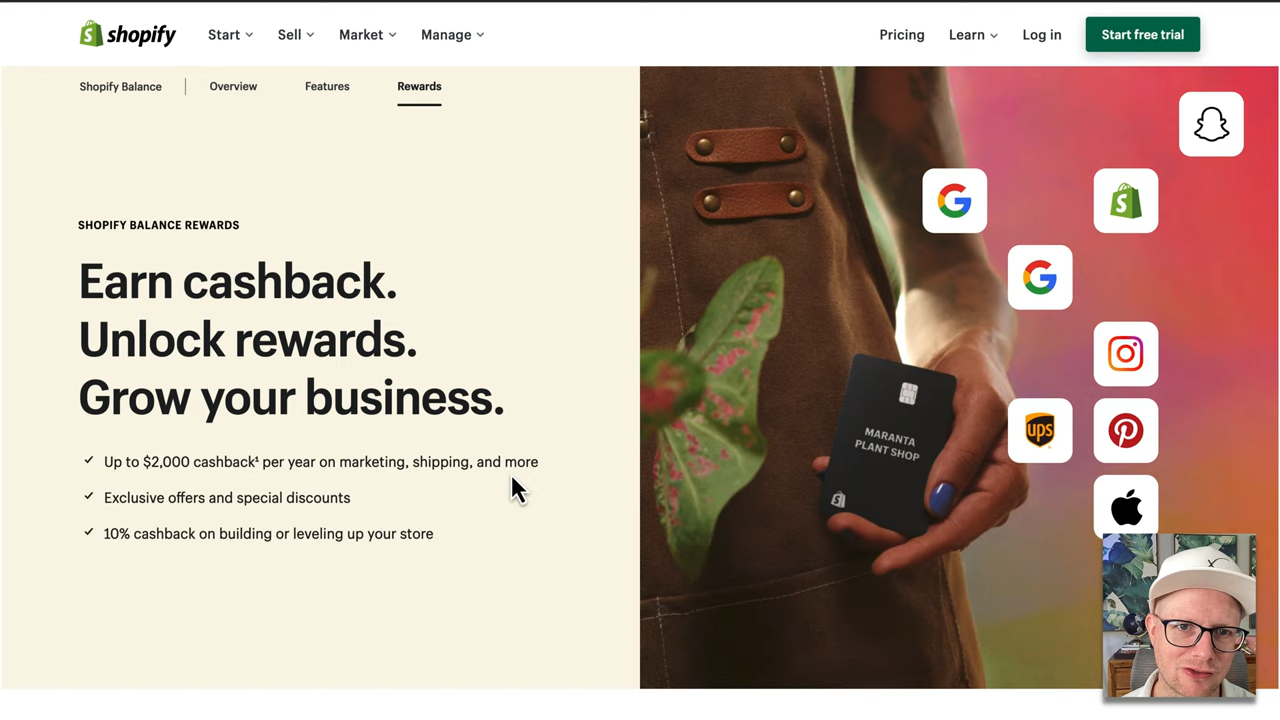 shopify
Start
Sell
Market
Manage
Pricing
Learn
Log in
Start free trial
Shopify Balance
Overview
Features
Rewards
SHOPIFY BALANCE REWARDS
Earn cashback.
Unlock rewards.
Grow your business.
Up to $2,000 cashback¹ per year on marketing, shipping, and more
Exclusive offers and special discounts
10% cashback on building or leveling up your store
MARANTA
PLANT SHOP
ups